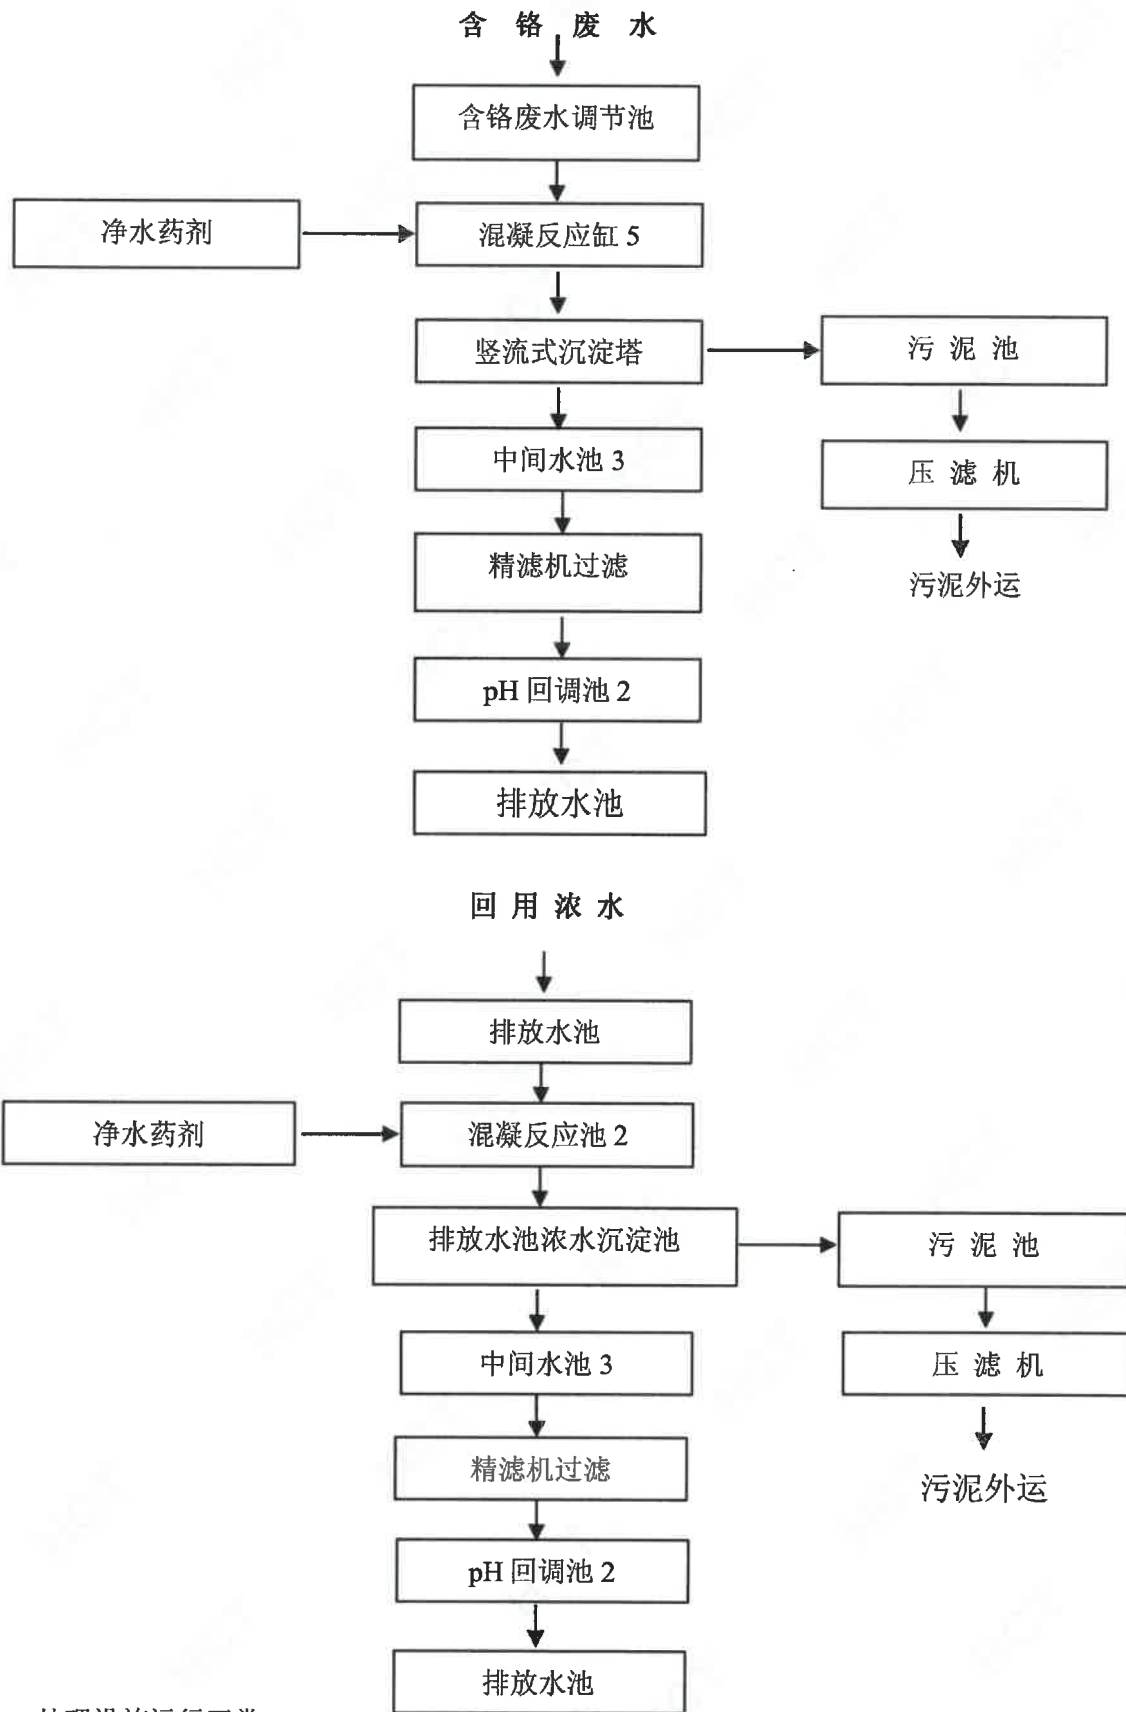 含 铬 废 水
含铬废水调节池
净水药剂
混凝反应缸 5
竖流式沉淀塔
污 泥 池
中间水池 3
压 滤 机
精滤机过滤
污泥外运
pH 回调池 2
排放水池
回 用 浓 水
排放水池
净水药剂
混凝反应池 2
排放水池浓水沉淀池
污 泥 池
中间水池 3
压 滤 机
精滤机过滤
污泥外运
pH 回调池 2
排放水池